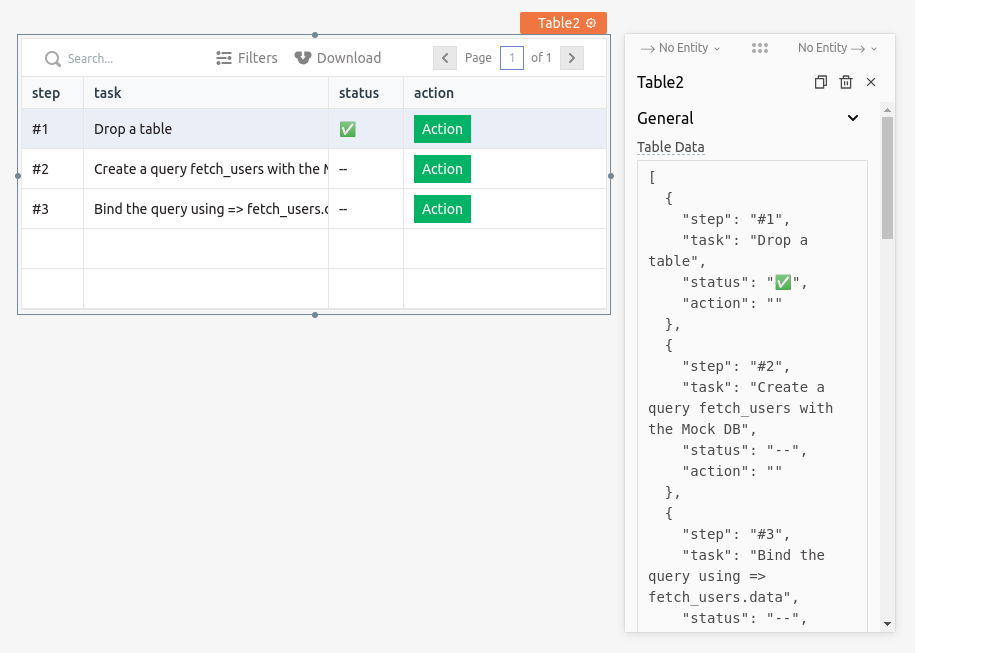 Table2
Search...
Filters
Download
Page 1 of 1
step task status action
#1 Drop a table ✅ Action
#2 Create a query fetch_users with the -- Action
#3 Bind the query using => fetch_users. -- Action
No Entity
No Entity
Table2
General
Table Data
[
{
"step": "#1",
"task": "Drop a
table",
"status": "✅",
"action": ""
},
{
"step": "#2",
"task": "Create a
query fetch_users with
the Mock DB",
"status": "--",
"action": ""
},
{
"step": "#3",
"task": "Bind the
query using =>
fetch_users.data",
"status": "--",